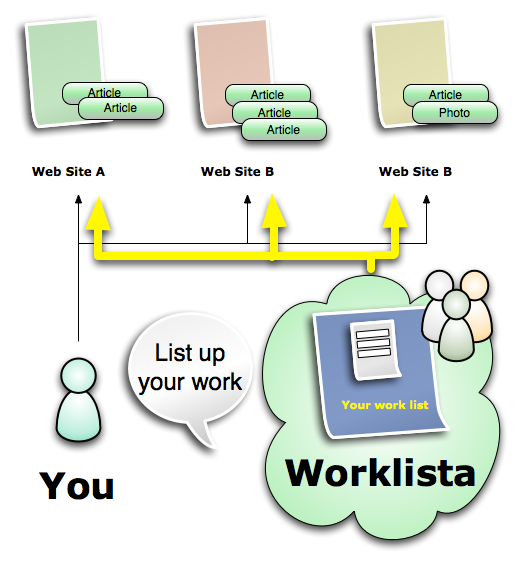 Article
Article
Article
Article
Article
Article
Photo
Web Site A
Web Site B
Web Site B
List up
your work
Your work list
You
Worklista